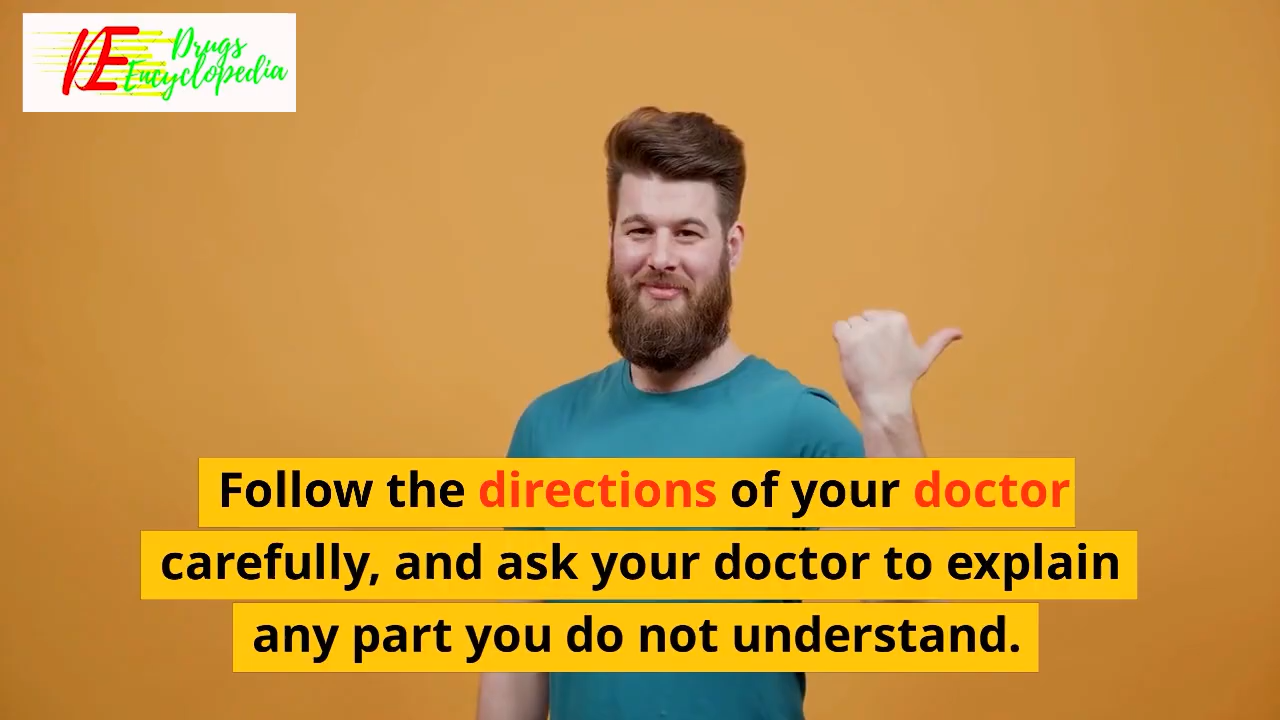 DE Drugs
Encyclopedia
Follow the directions of your doctor
carefully, and ask your doctor to explain
any part you do not understand.